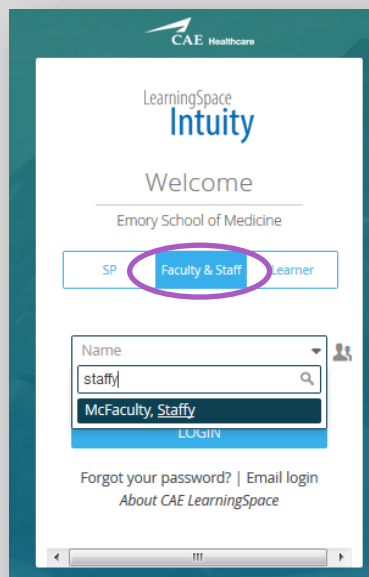 CAE Healthcare
LearningSpace
Intuity
Welcome
Emory School of Medicine
SP Faculty & Staff Learner
Name
staffy
McFaculty, Staffy
LOGIN
Forgot your password? | Email login
About CAE LearningSpace